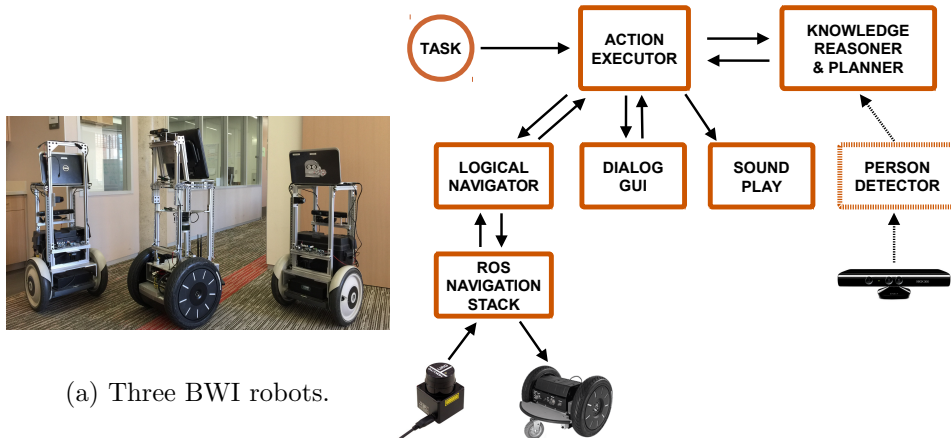 TASK
ACTION
EXECUTOR
KNOWLEDGE
REASONER
& PLANNER
LOGICAL
NAVIGATOR
DIALOG
GUI
SOUND
PLAY
PERSON
DETECTOR
ROS
NAVIGATION
STACK
(a) Three BWI robots.